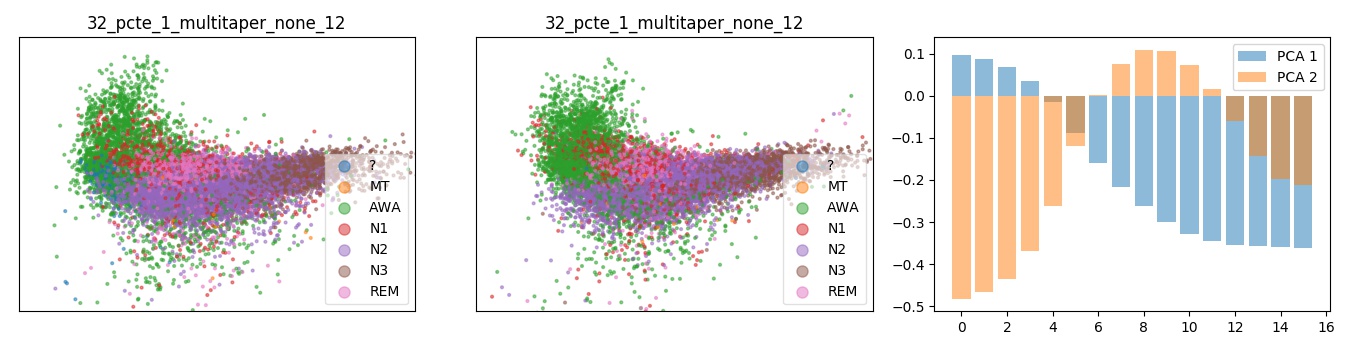 32_pcte_1_multitaper_none_12
?
MT
AWA
N1
N2
N3
REM
32_pcte_1_multitaper_none_12
?
MT
AWA
N1
N2
N3
REM
PCA 1
PCA 2
0.1
0.0
−0.1
−0.2
−0.3
−0.4
−0.5
0 2 4 6 8 10 12 14 16